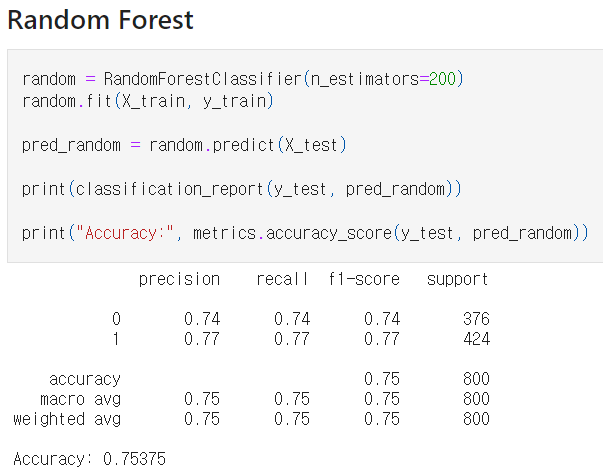 Random Forest
random = RandomForestClassifier(n_estimators=200)
random.fit(X_train, y_train)
pred_random = random.predict(X_test)
print(classification_report(y_test, pred_random))
print("Accuracy:", metrics.accuracy_score(y_test, pred_random))
precision recall f1-score support
0 0.74 0.74 0.74 376
1 0.77 0.77 0.77 424
accuracy 0.75 800
macro avg 0.75 0.75 0.75 800
weighted avg 0.75 0.75 0.75 800
Accuracy: 0.75375